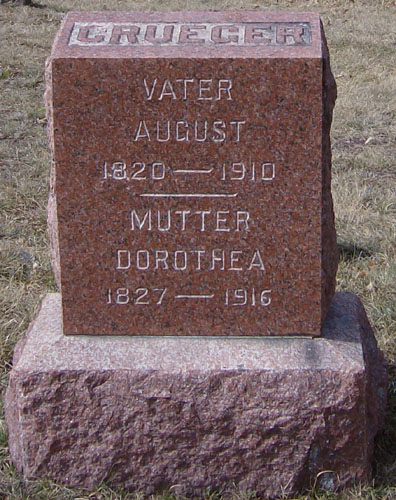 CRUEGER
VATER
AUGUST
1820 — 1910
MUTTER
DOROTHEA
1827 — 1916